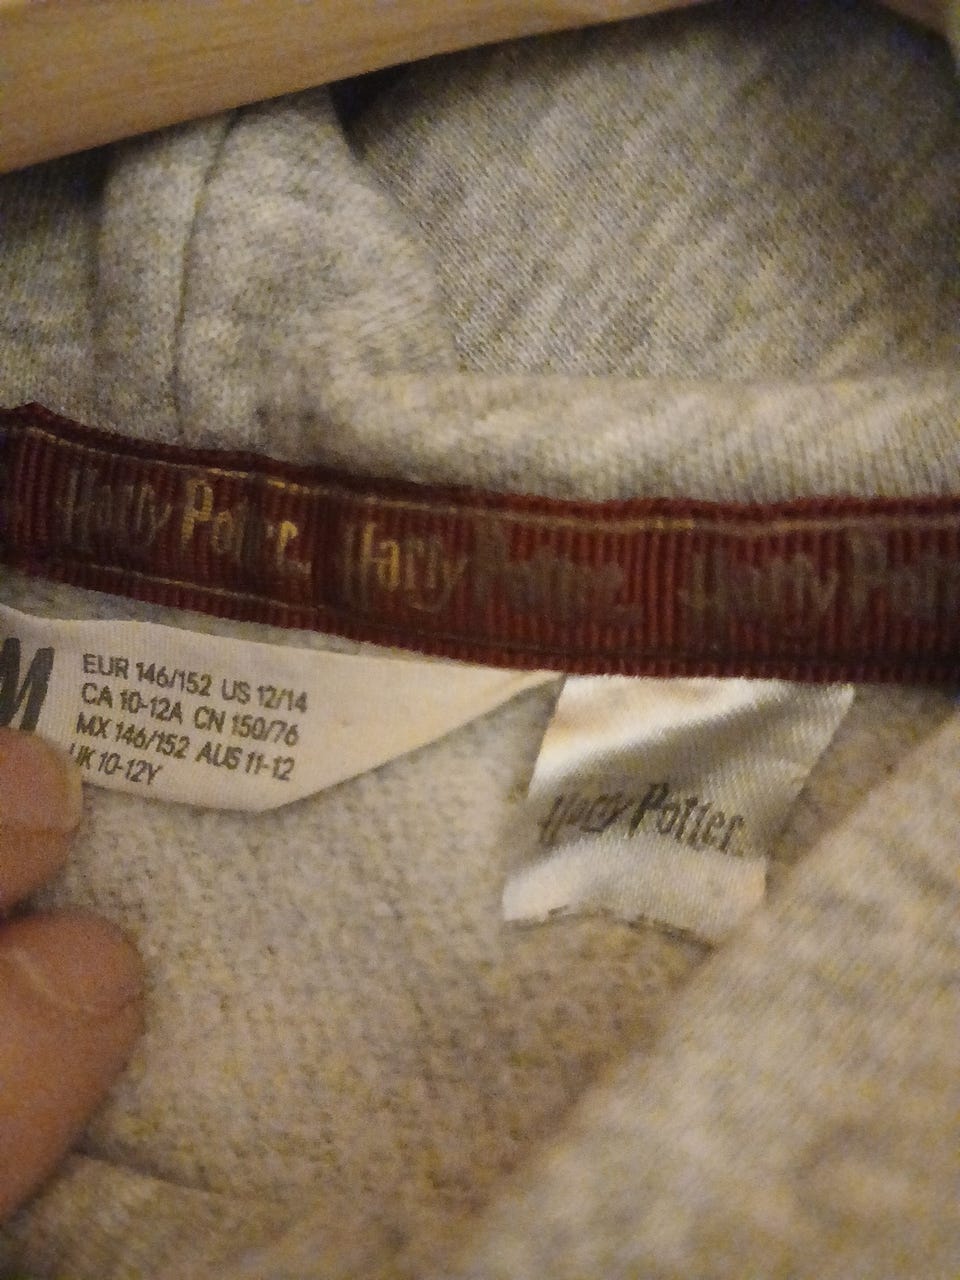 Harry Potter Harry Potter Harry
M
EUR 146/152 US 12/14
CA 10-12A CN 150/76
MX 146/152 AUS 11-12
UK 10-12Y
Harry Potter